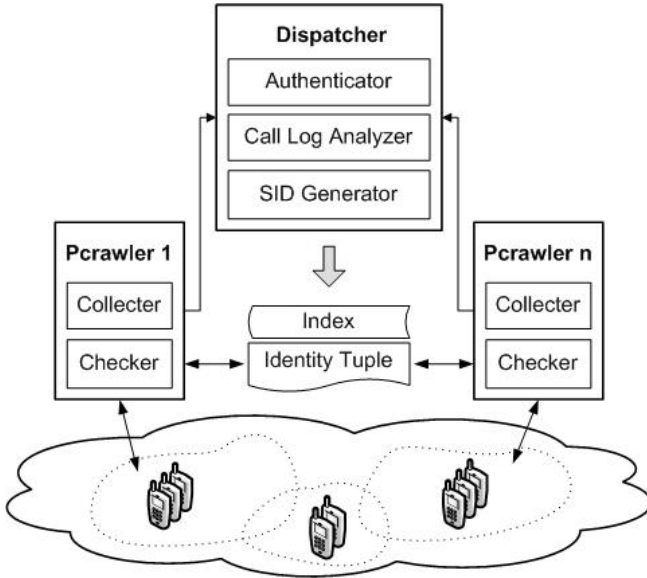 Dispatcher
Authenticator
Call Log Analyzer
SID Generator
Pcrawler 1
Collecter
Checker
Index
Identity Tuple
Pcrawler n
Collecter
Checker